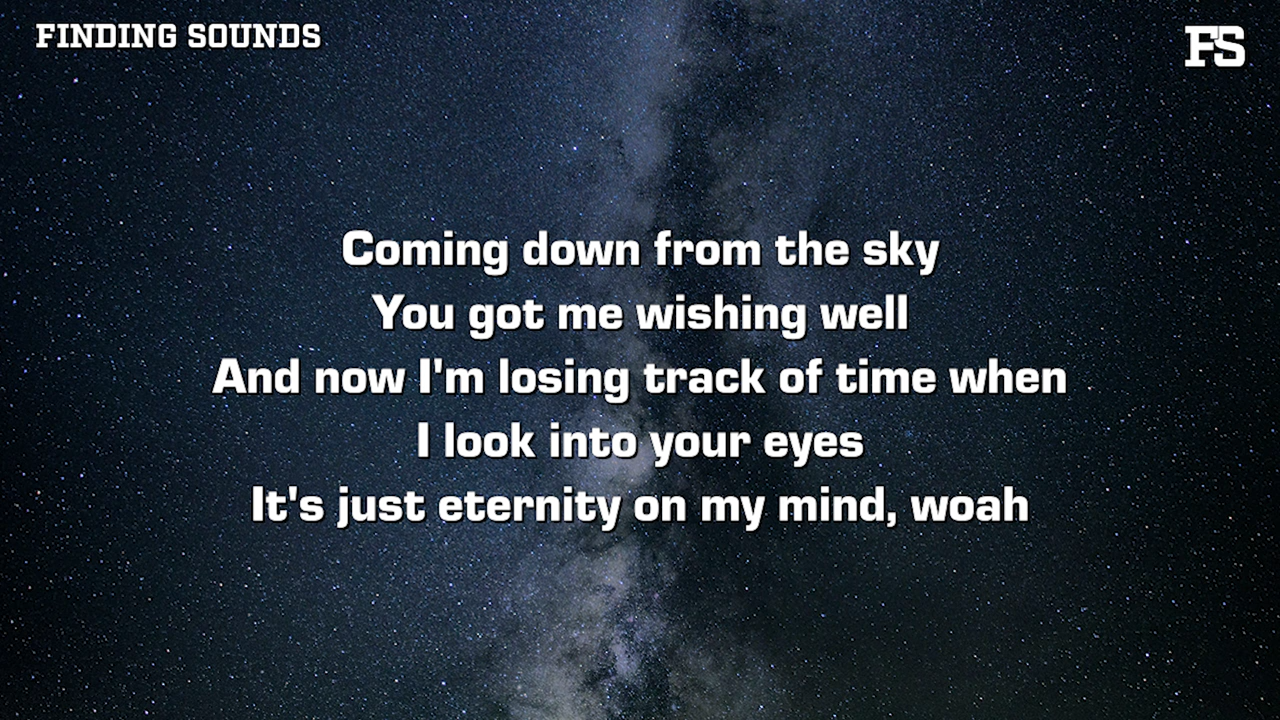 FINDING SOUNDS
FS
Coming down from the sky
You got me wishing well
And now I'm losing track of time when
I look into your eyes
It's just eternity on my mind, woah